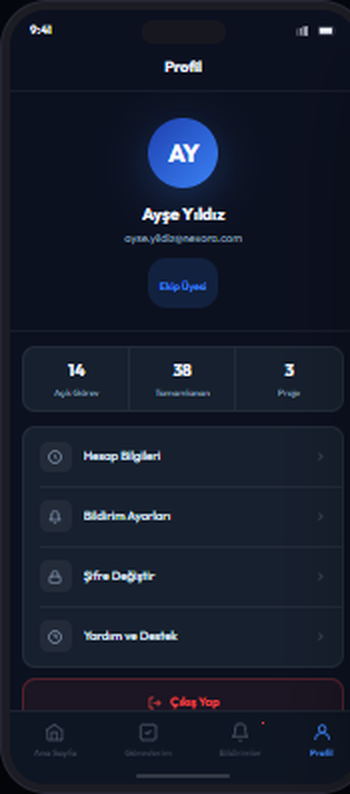 9:41
Profil
AY
Ayşe Yıldız
ayse.yildiz@nexora.com
Ekip Üyesi
14 38 3
Açık Görev Tamamlanan Proje
Hesap Bilgileri
Bildirim Ayarları
Şifre Değiştir
Yardım ve Destek
Çıkış Yap
Ana Sayfa Görevlerim Bildirimler Profil